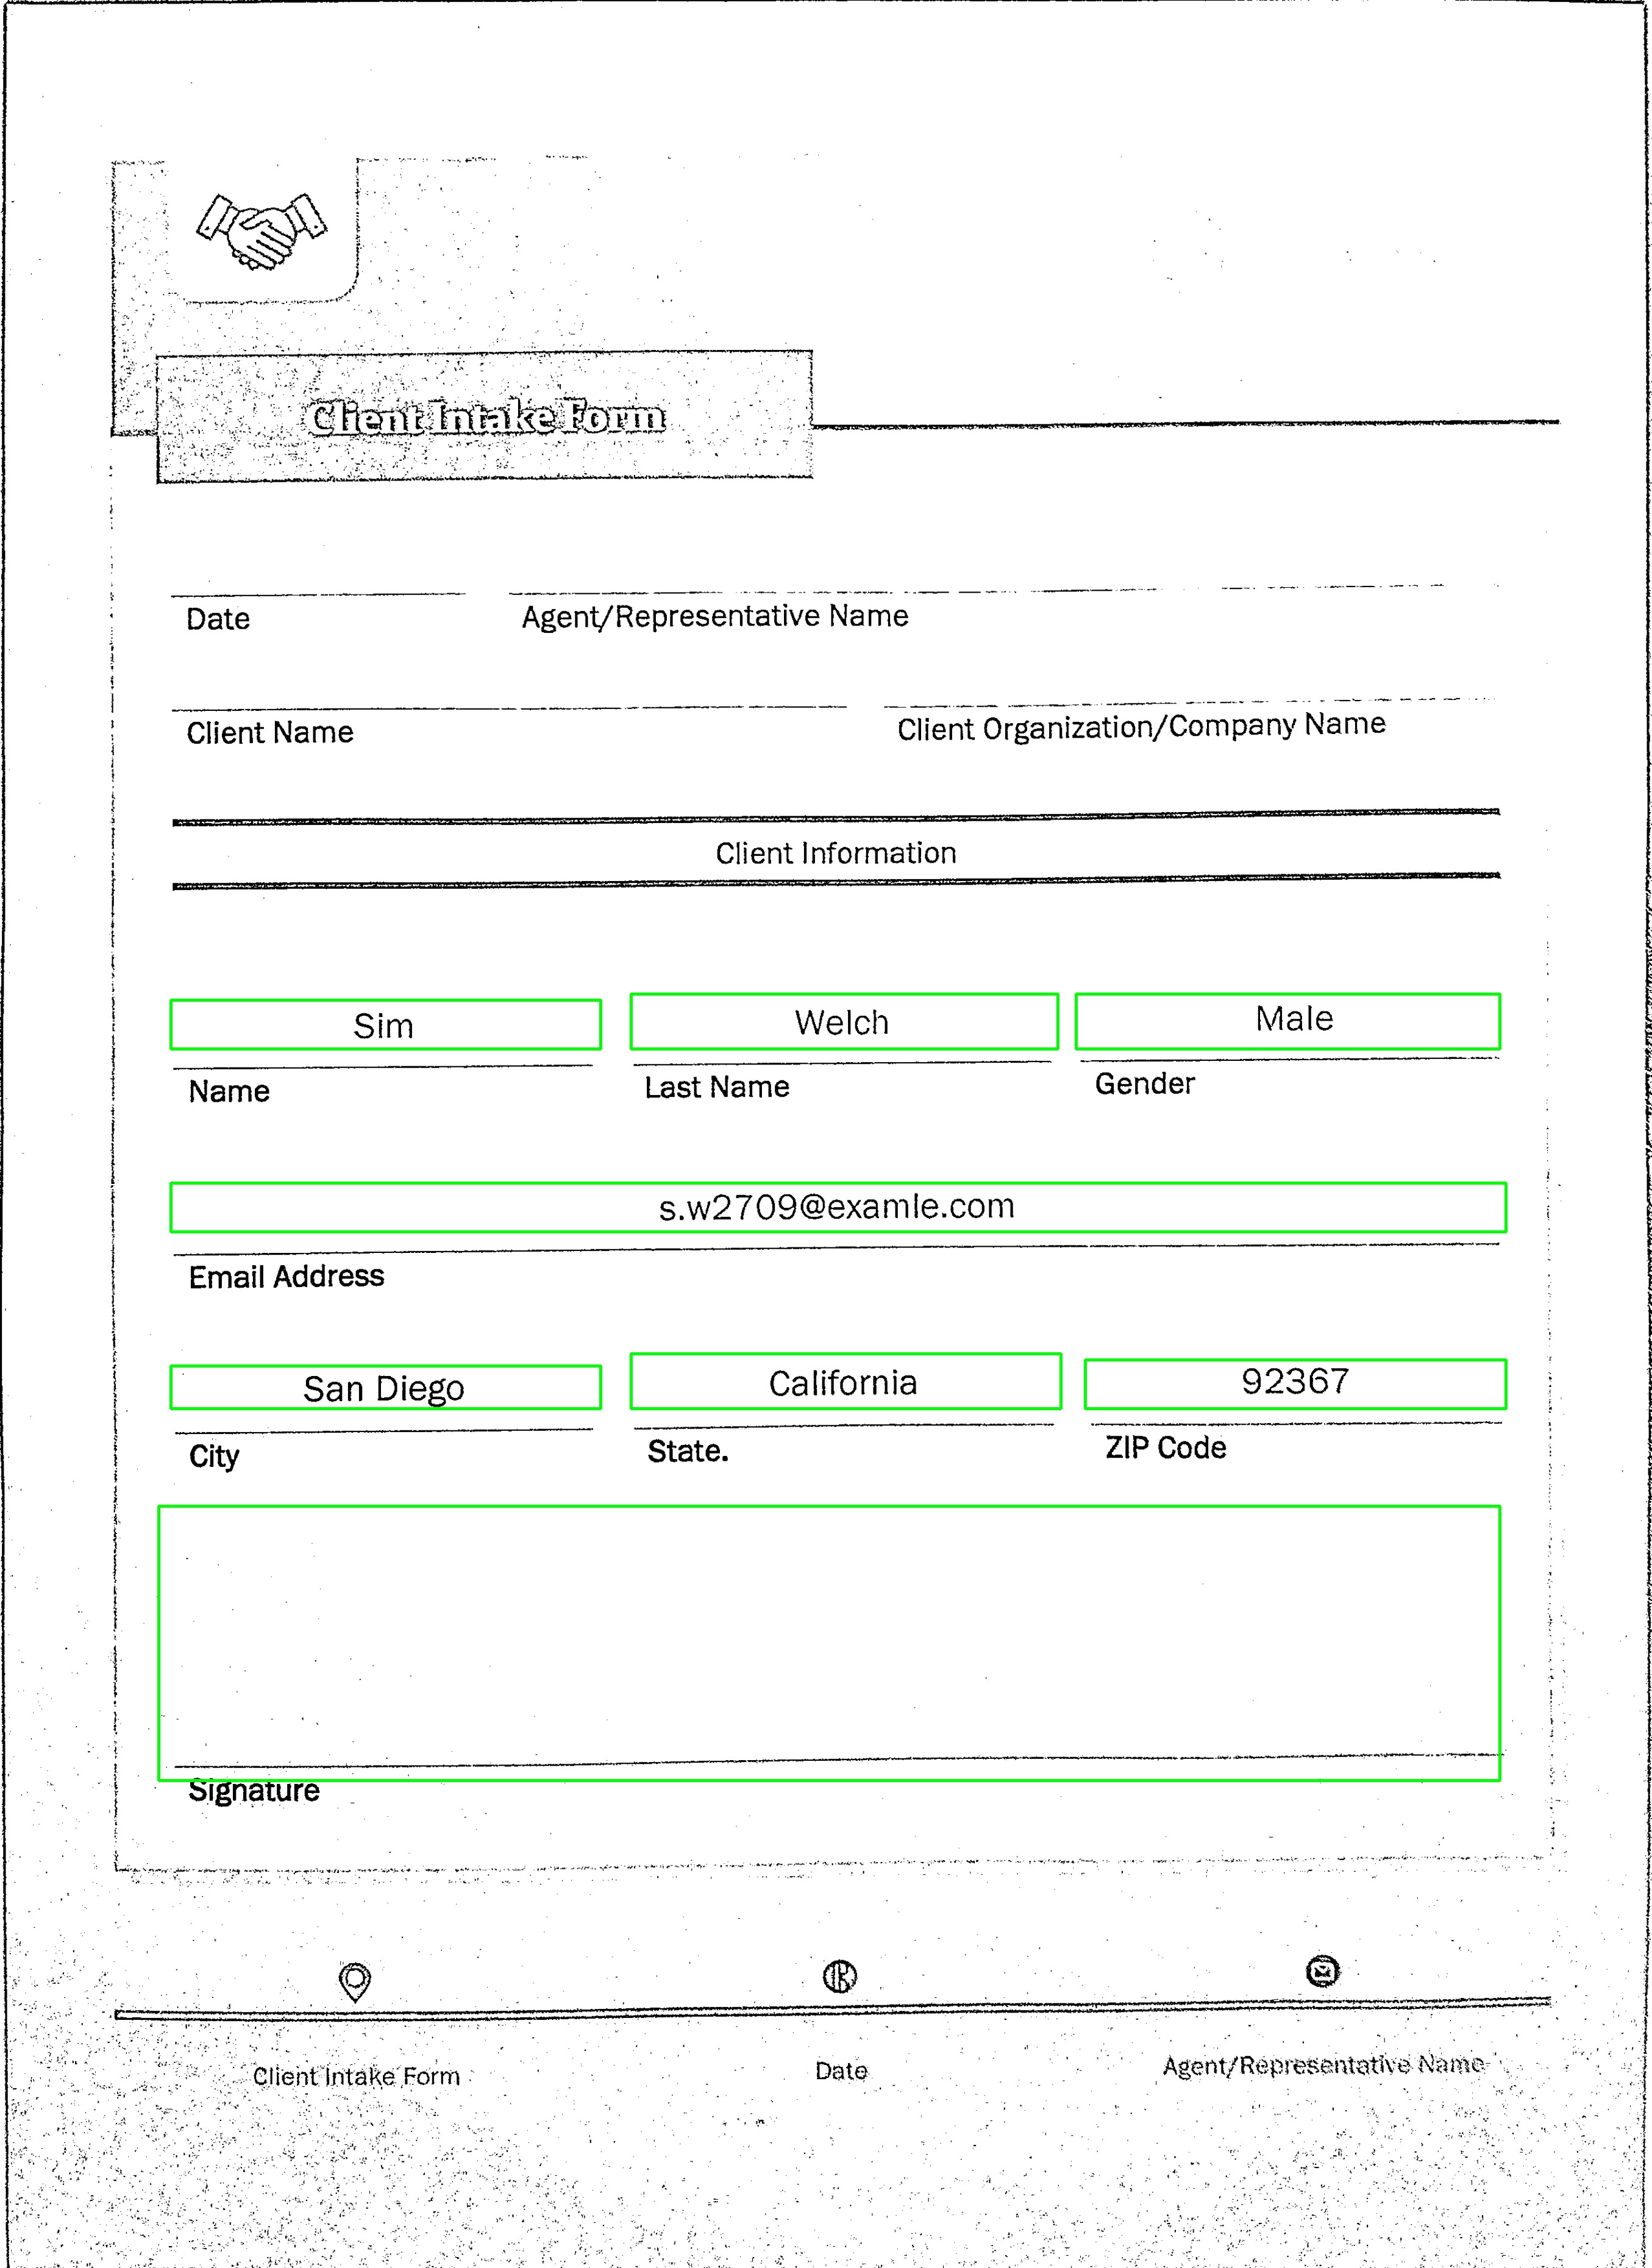 Client Intake Form
Date Agent/Representative Name
Client Name Client Organization/Company Name
Client Information
Sim Welch Male
Name Last Name Gender
s.w2709@examle.com
Email Address
San Diego California 92367
City State. ZIP Code
Signature
Client Intake Form Date Agent/Representative Name